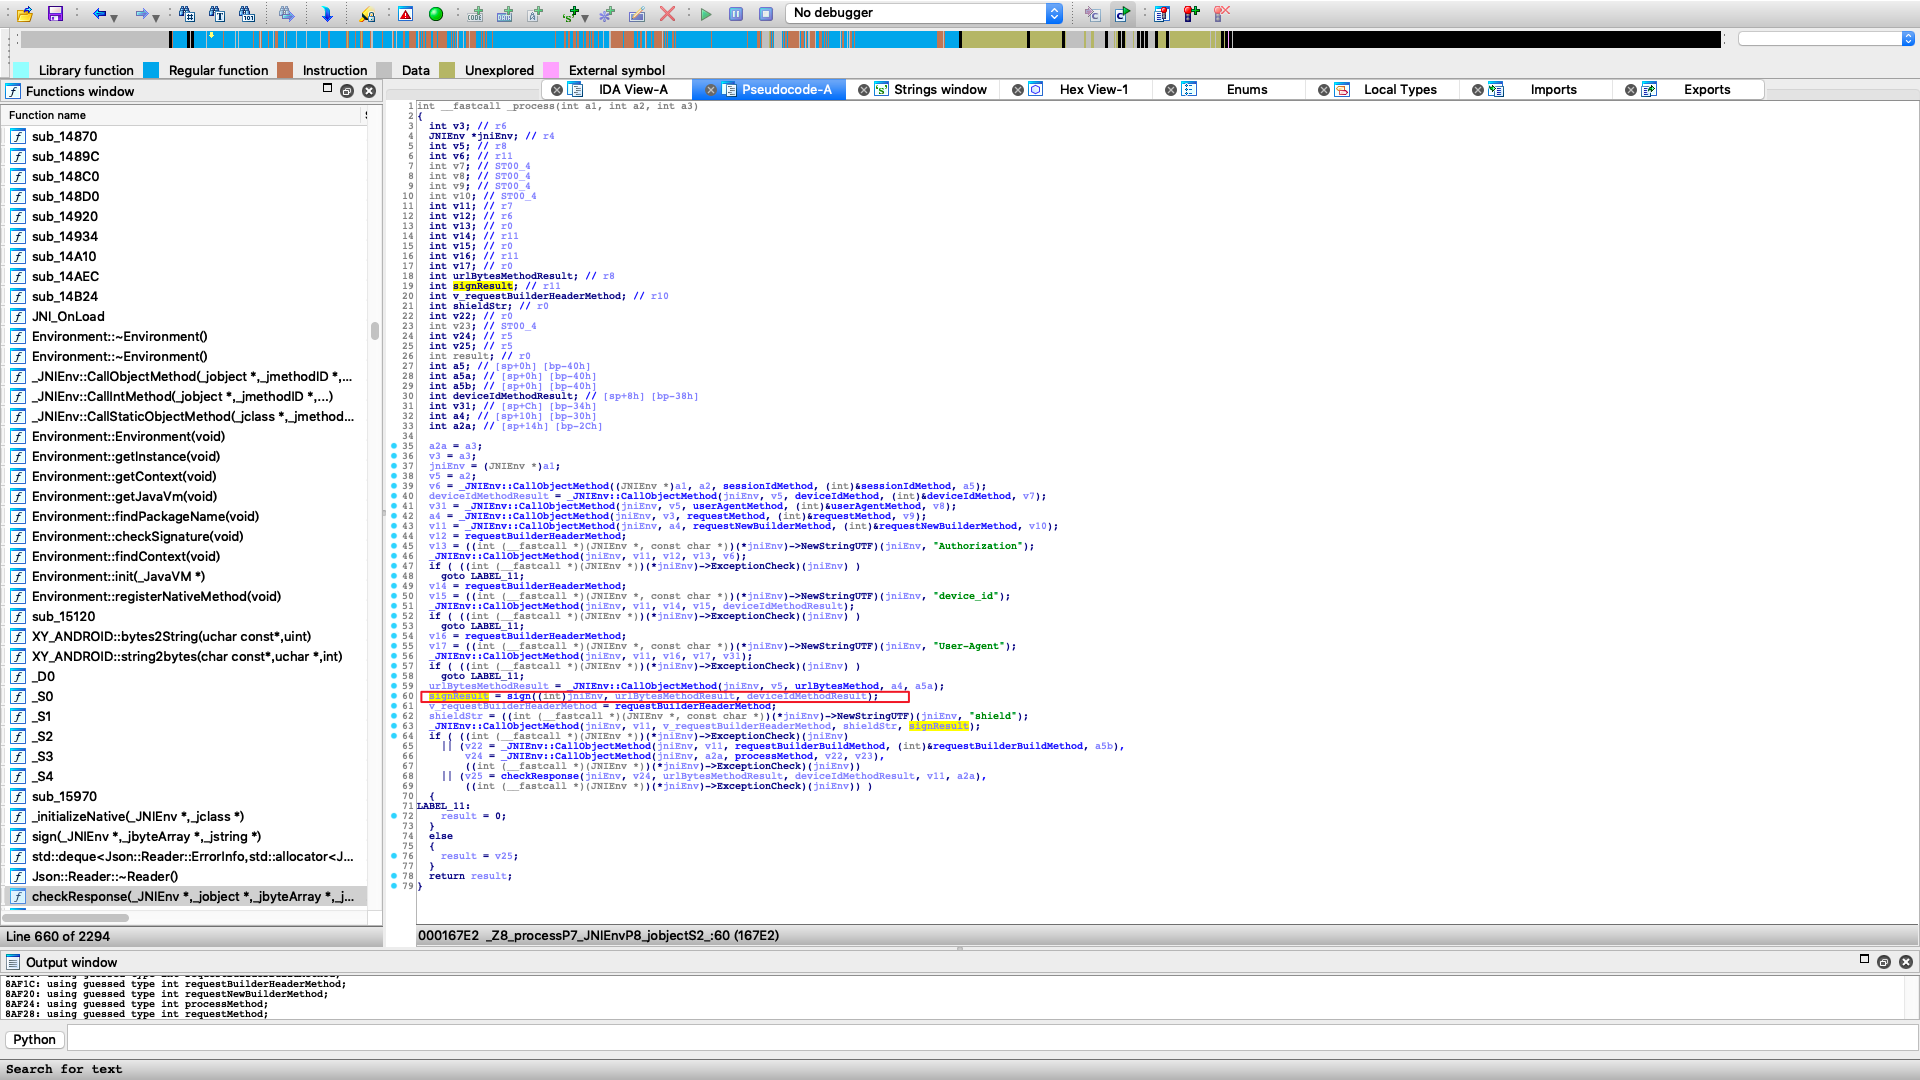 No debugger
Library function Regular function Instruction Data Unexplored External symbol
Functions window
IDA View-A Pseudocode-A Strings window Hex View-1 Enums Local Types Imports Exports
Function name
sub_14870
sub_1489C
sub_148C0
sub_148D0
sub_14920
sub_14934
sub_14A10
sub_14AEC
sub_14B24
JNI_OnLoad
Environment::~Environment()
Environment::~Environment()
_JNIEnv::CallObjectMethod(_jobject *,_jmethodID *,...
_JNIEnv::CallIntMethod(_jobject *,_jmethodID *,...)
_JNIEnv::CallStaticObjectMethod(_jclass *,_jmethod...
Environment::Environment(void)
Environment::getInstance(void)
Environment::getContext(void)
Environment::getJavaVm(void)
Environment::findPackageName(void)
Environment::checkSignature(void)
Environment::findContext(void)
Environment::init(_JavaVM *)
Environment::registerNativeMethod(void)
sub_15120
XY_ANDROID::bytes2String(uchar const*,uint)
XY_ANDROID::string2bytes(char const*,uchar *,int)
_D0
_S0
_S1
_S2
_S3
_S4
sub_15970
_initializeNative(_JNIEnv *,_jclass *)
sign(_JNIEnv *,_jbyteArray *,_jstring *)
std::deque<Json::Reader::ErrorInfo,std::allocator<J...
Json::Reader::~Reader()
checkResponse(_JNIEnv *,_jobject *,_jbyteArray *,_j...
Line 660 of 2294
1 int __fastcall _process(int a1, int a2, int a3)
2 {
3 int v3; // r6
4 JNIEnv *jniEnv; // r4
5 int v5; // r8
6 int v6; // r11
7 int v7; // ST00_4
8 int v8; // ST00_4
9 int v9; // ST00_4
10 int v10; // ST00_4
11 int v11; // r7
12 int v12; // r6
13 int v13; // r0
14 int v14; // r11
15 int v15; // r0
16 int v16; // r11
17 int v17; // r0
18 int urlBytesMethodResult; // r8
19 int signResult; // r11
20 int v_requestBuilderHeaderMethod; // r10
21 int shieldStr; // r0
22 int v22; // r0
23 int v23; // ST00_4
24 int v24; // r5
25 int v25; // r5
26 int result; // r0
27 int a5; // [sp+0h] [bp-40h]
28 int a5a; // [sp+0h] [bp-40h]
29 int a5b; // [sp+0h] [bp-40h]
30 int deviceIdMethodResult; // [sp+8h] [bp-38h]
31 int v31; // [sp+Ch] [bp-34h]
32 int a4; // [sp+10h] [bp-30h]
33 int a2a; // [sp+14h] [bp-2Ch]
34
35 a2a = a3;
36 v3 = a3;
37 jniEnv = (JNIEnv *)a1;
38 v5 = a2;
39 v6 = _JNIEnv::CallObjectMethod((JNIEnv *)a1, a2, sessionIdMethod, (int)&sessionIdMethod, a5);
40 deviceIdMethodResult = _JNIEnv::CallObjectMethod(jniEnv, v5, deviceIdMethod, (int)&deviceIdMethod, v7);
41 v31 = _JNIEnv::CallObjectMethod(jniEnv, v5, userAgentMethod, (int)&userAgentMethod, v8);
42 a4 = _JNIEnv::CallObjectMethod(jniEnv, v3, requestMethod, (int)&requestMethod, v9);
43 v11 = _JNIEnv::CallObjectMethod(jniEnv, a4, requestNewBuilderMethod, (int)&requestNewBuilderMethod, v10);
44 v12 = requestBuilderHeaderMethod;
45 v13 = ((int (__fastcall *)(JNIEnv *, const char *))(*jniEnv)->NewStringUTF)(jniEnv, "Authorization");
46 _JNIEnv::CallObjectMethod(jniEnv, v11, v12, v13, v6);
47 if ( ((int (__fastcall *)(JNIEnv *))(*jniEnv)->ExceptionCheck)(jniEnv) )
48 goto LABEL_11;
49 v14 = requestBuilderHeaderMethod;
50 v15 = ((int (__fastcall *)(JNIEnv *, const char *))(*jniEnv)->NewStringUTF)(jniEnv, "device_id");
51 _JNIEnv::CallObjectMethod(jniEnv, v11, v14, v15, deviceIdMethodResult);
52 if ( ((int (__fastcall *)(JNIEnv *))(*jniEnv)->ExceptionCheck)(jniEnv) )
53 goto LABEL_11;
54 v16 = requestBuilderHeaderMethod;
55 v17 = ((int (__fastcall *)(JNIEnv *, const char *))(*jniEnv)->NewStringUTF)(jniEnv, "User-Agent");
56 _JNIEnv::CallObjectMethod(jniEnv, v11, v16, v17, v31);
57 if ( ((int (__fastcall *)(JNIEnv *))(*jniEnv)->ExceptionCheck)(jniEnv) )
58 goto LABEL_11;
59 urlBytesMethodResult = _JNIEnv::CallObjectMethod(jniEnv, v5, urlBytesMethod, a4, a5a);
60 signResult = sign((int)jniEnv, urlBytesMethodResult, deviceIdMethodResult);
61 v_requestBuilderHeaderMethod = requestBuilderHeaderMethod;
62 shieldStr = ((int (__fastcall *)(JNIEnv *, const char *))(*jniEnv)->NewStringUTF)(jniEnv, "shield");
63 _JNIEnv::CallObjectMethod(jniEnv, v11, v_requestBuilderHeaderMethod, shieldStr, signResult);
64 if ( ((int (__fastcall *)(JNIEnv *))(*jniEnv)->ExceptionCheck)(jniEnv)
65 || (v22 = _JNIEnv::CallObjectMethod(jniEnv, v11, requestBuilderBuildMethod, (int)&requestBuilderBuildMethod, a5b),
66 v24 = _JNIEnv::CallObjectMethod(jniEnv, a2a, processMethod, v22, v23),
67 ((int (__fastcall *)(JNIEnv *))(*jniEnv)->ExceptionCheck)(jniEnv))
68 || (v25 = checkResponse(jniEnv, v24, urlBytesMethodResult, deviceIdMethodResult, v11, a2a),
69 ((int (__fastcall *)(JNIEnv *))(*jniEnv)->ExceptionCheck)(jniEnv)) )
70 {
71 LABEL_11:
72 result = 0;
73 }
74 else
75 {
76 result = v25;
77 }
78 return result;
79 }
000167E2 _Z8_processP7_JNIEnvP8_jobjectS2_:60 (167E2)
Output window
using guessed type int requestBuilderBuildMethod;
8AF1C: using guessed type int requestBuilderHeaderMethod;
8AF20: using guessed type int requestNewBuilderMethod;
8AF24: using guessed type int processMethod;
8AF28: using guessed type int requestMethod;
Python
Search for text